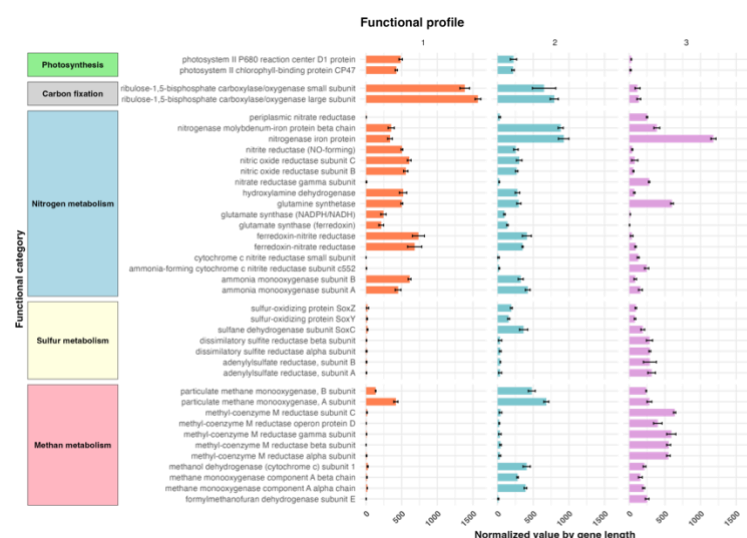 Functional profile
1 2 3
Functional category
Photosynthesis
photosystem II P680 reaction center D1 protein
photosystem II chlorophyll-binding protein CP47
Carbon fixation
ribulose-1,5-bisphosphate carboxylase/oxygenase small subunit
ribulose-1,5-bisphosphate carboxylase/oxygenase large subunit
Nitrogen metabolism
periplasmic nitrate reductase
nitrogenase molybdenum-iron protein beta chain
nitrogenase iron protein
nitrite reductase (NO-forming)
nitric oxide reductase subunit C
nitric oxide reductase subunit B
nitrate reductase gamma subunit
hydroxylamine dehydrogenase
glutamine synthetase
glutamate synthase (NADPH/NADH)
glutamate synthase (ferredoxin)
ferredoxin-nitrite reductase
ferredoxin-nitrate reductase
cytochrome c nitrite reductase small subunit
ammonia-forming cytochrome c nitrite reductase subunit c552
ammonia monooxygenase subunit B
ammonia monooxygenase subunit A
Sulfur metabolism
sulfur-oxidizing protein SoxZ
sulfur-oxidizing protein SoxY
sulfane dehydrogenase subunit SoxC
dissimilatory sulfite reductase beta subunit
dissimilatory sulfite reductase alpha subunit
adenylylsulfate reductase, subunit B
adenylylsulfate reductase, subunit A
Methan metabolism
particulate methane monooxygenase, B subunit
particulate methane monooxygenase, A subunit
methyl-coenzyme M reductase subunit C
methyl-coenzyme M reductase operon protein D
methyl-coenzyme M reductase gamma subunit
methyl-coenzyme M reductase beta subunit
methyl-coenzyme M reductase alpha subunit
methanol dehydrogenase (cytochrome c) subunit 1
methane monooxygenase component A beta chain
methane monooxygenase component A alpha chain
formylmethanofuran dehydrogenase subunit E
0 500 1000 1500 0 500 1000 1500 0 500 1000 1500
Normalized value by gene length